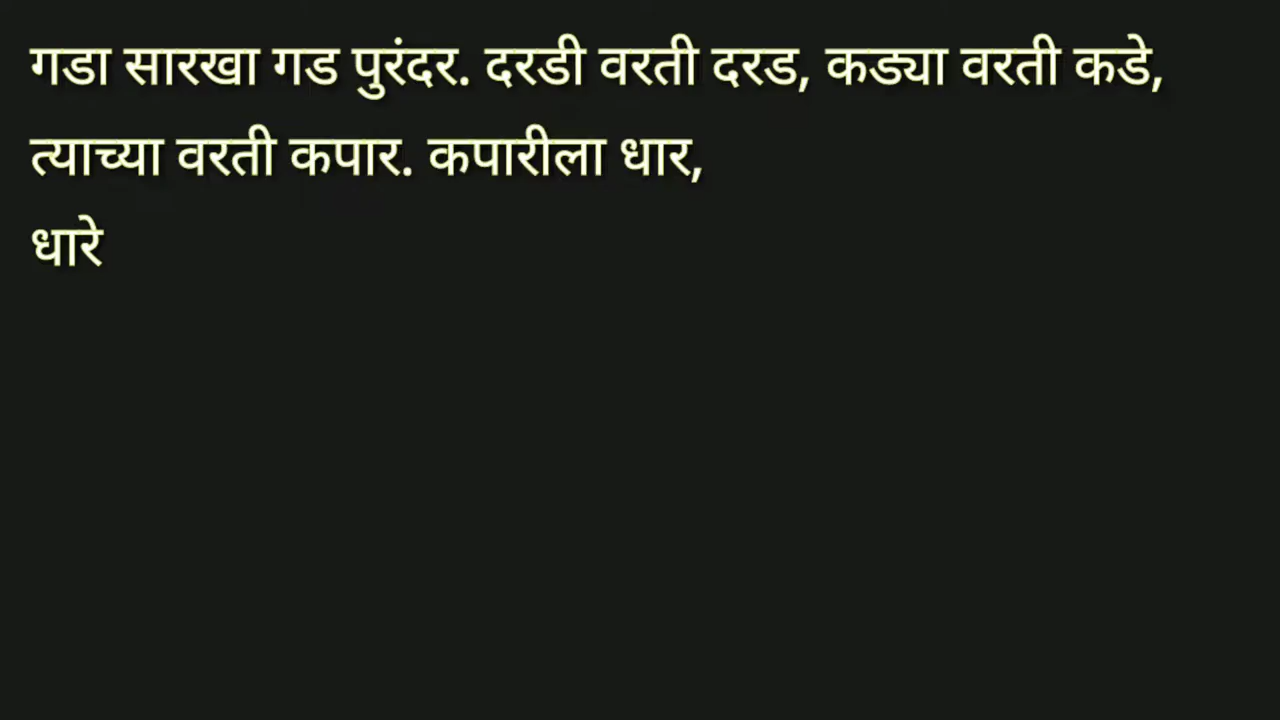 गडा सारखा गड पुरंदर. दरडी वरती दरड, कड्या वरती कडे,
त्याच्या वरती कपार. कपारीला धार,
धारे